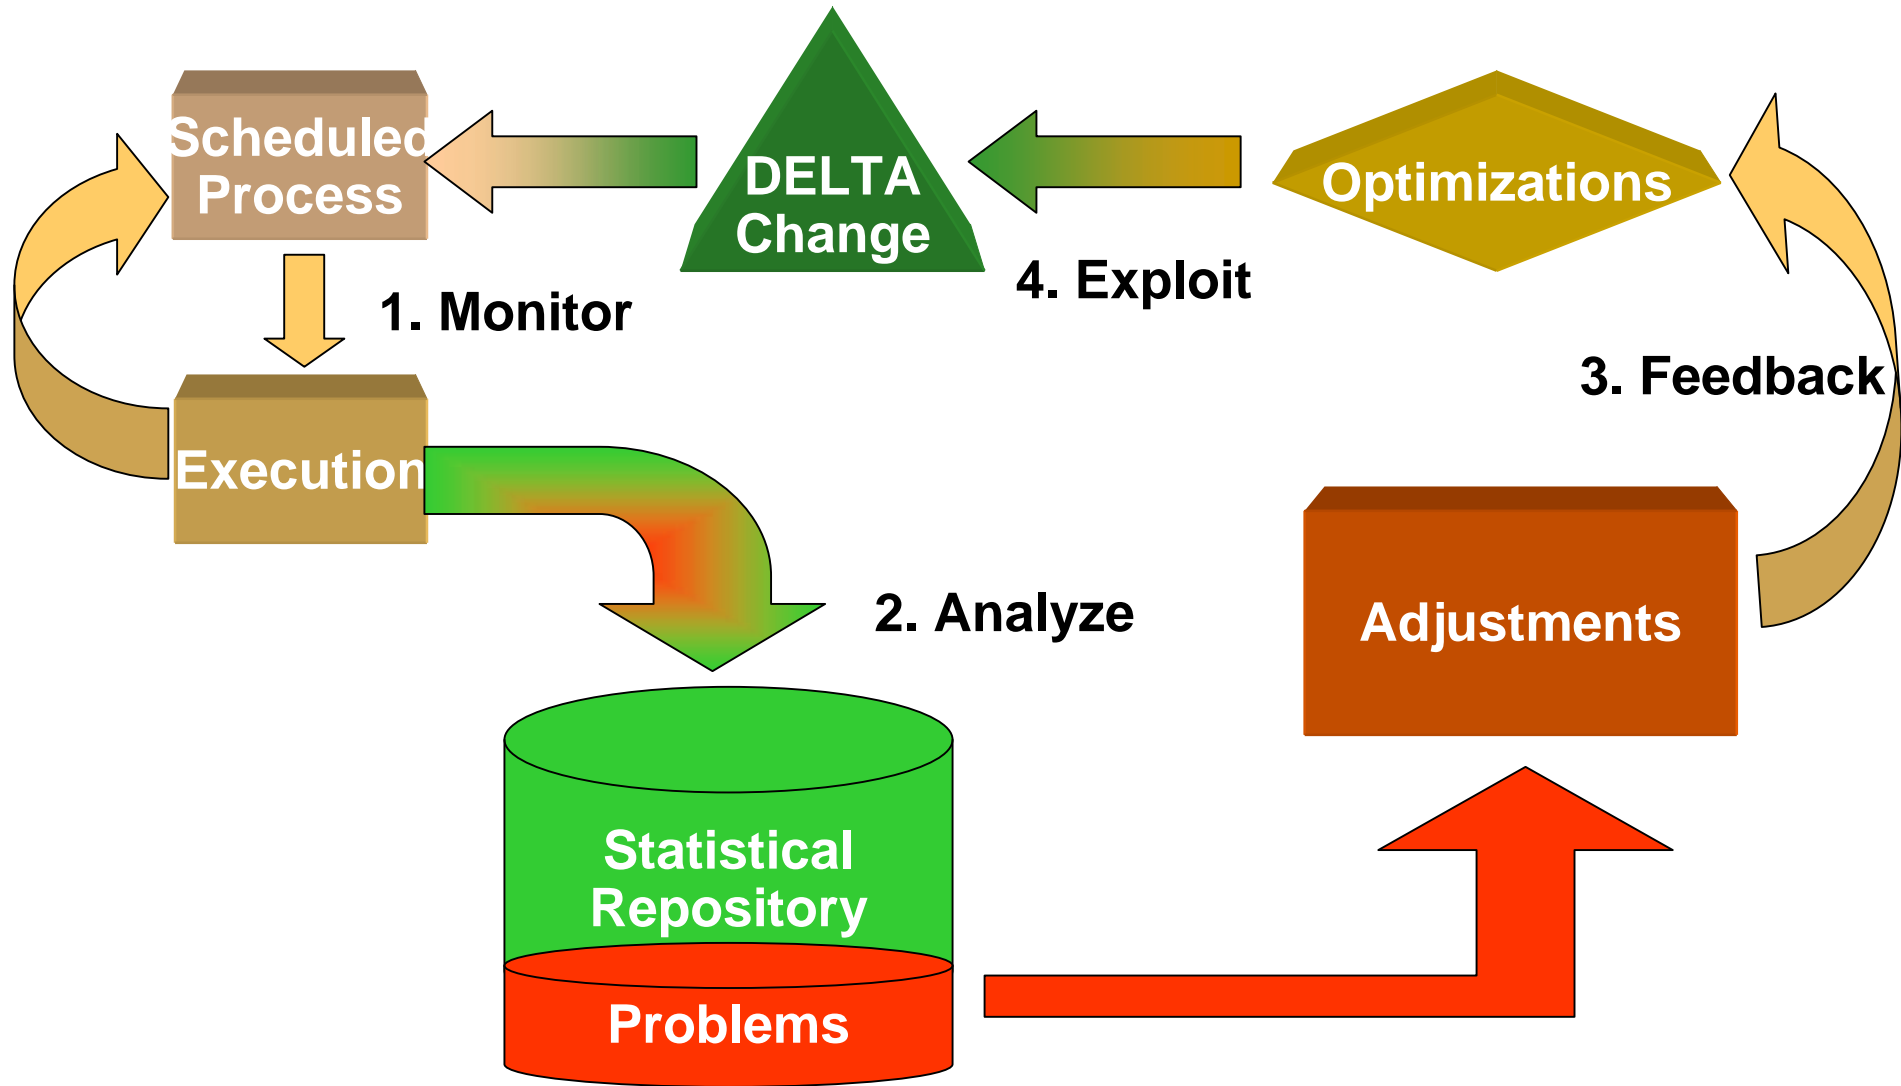 Scheduled
Process
DELTA
Change
Optimizations
4. Exploit
1. Monitor
3. Feedback
Execution
2. Analyze
Adjustments
Statistical
Repository
Problems